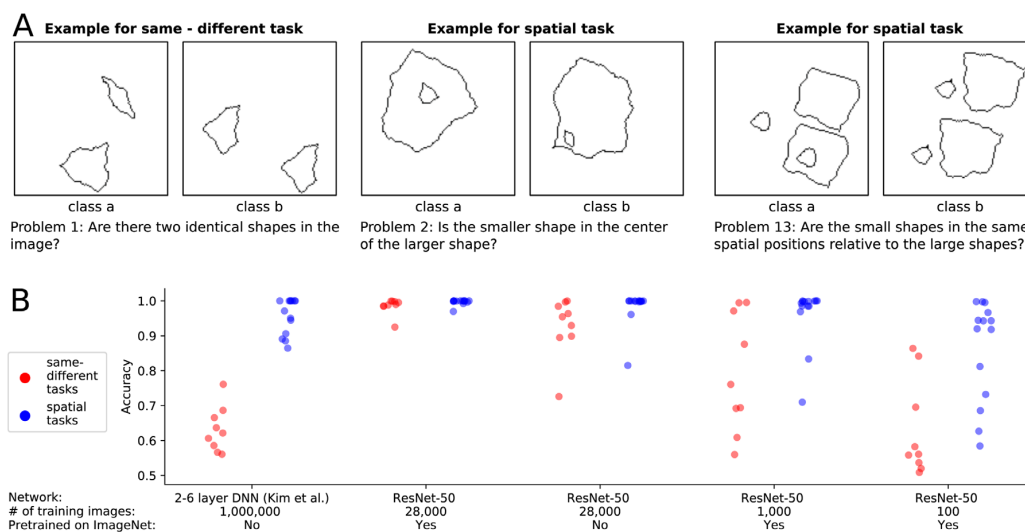 A
Example for same - different task
Example for spatial task
Example for spatial task
class a
class b
class a
class b
class a
class b
Problem 1: Are there two identical shapes in the
image?
Problem 2: Is the smaller shape in the center
of the larger shape?
Problem 13: Are the small shapes in the same
spatial positions relative to the large shapes?
B
same-
different
tasks
spatial
tasks
Accuracy
1.0
0.9
0.8
0.7
0.6
0.5
Network:
2-6 layer DNN (Kim et al.)
ResNet-50
ResNet-50
ResNet-50
ResNet-50
# of training images:
1,000,000
28,000
28,000
1,000
100
Pretrained on ImageNet:
No
Yes
No
Yes
Yes